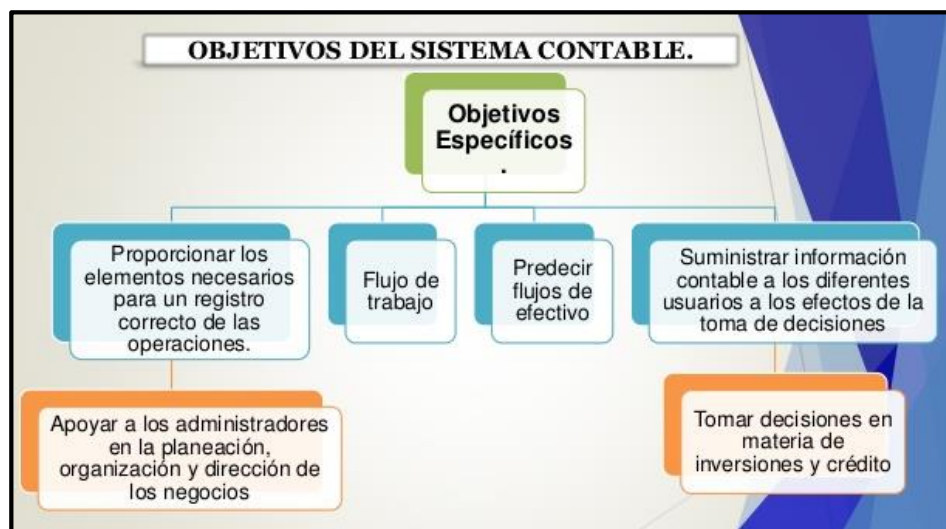 OBJETIVOS DEL SISTEMA CONTABLE.
Objetivos
Específicos
.
Proporcionar los
elementos necesarios
para un registro
correcto de las
operaciones.
Flujo de
trabajo
Predecir
flujos de
efectivo
Suministrar información
contable a los diferentes
usuarios a los efectos de la
toma de decisiones
Apoyar a los administradores
en la planeación,
organización y dirección de
los negocios
Tomar decisiones en
materia de
inversiones y crédito